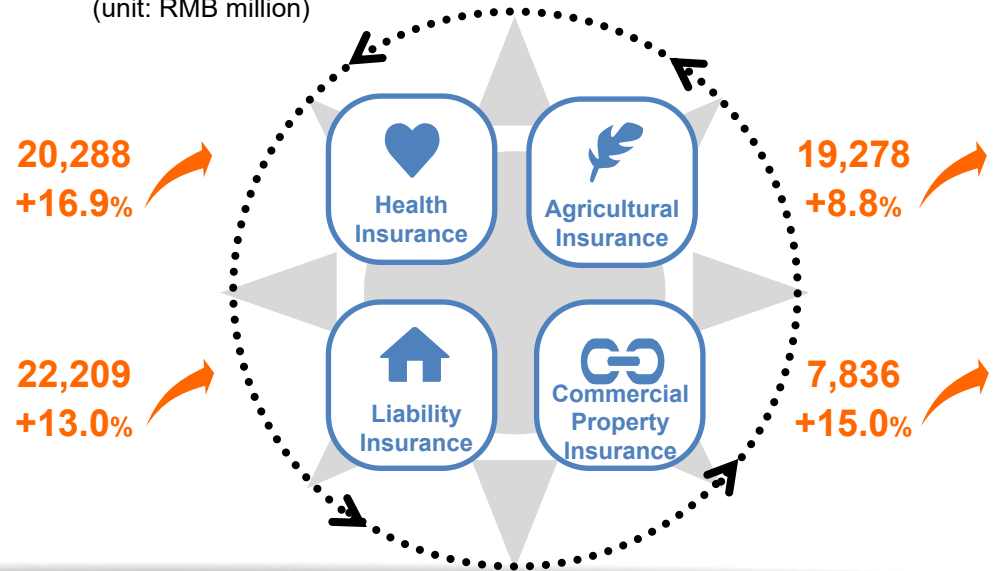 (unit: RMB million)
20,288
+16.9%
Health
Insurance
Agricultural
Insurance
19,278
+8.8%
22,209
+13.0%
Liability
Insurance
Commercial
Property
Insurance
7,836
+15.0%